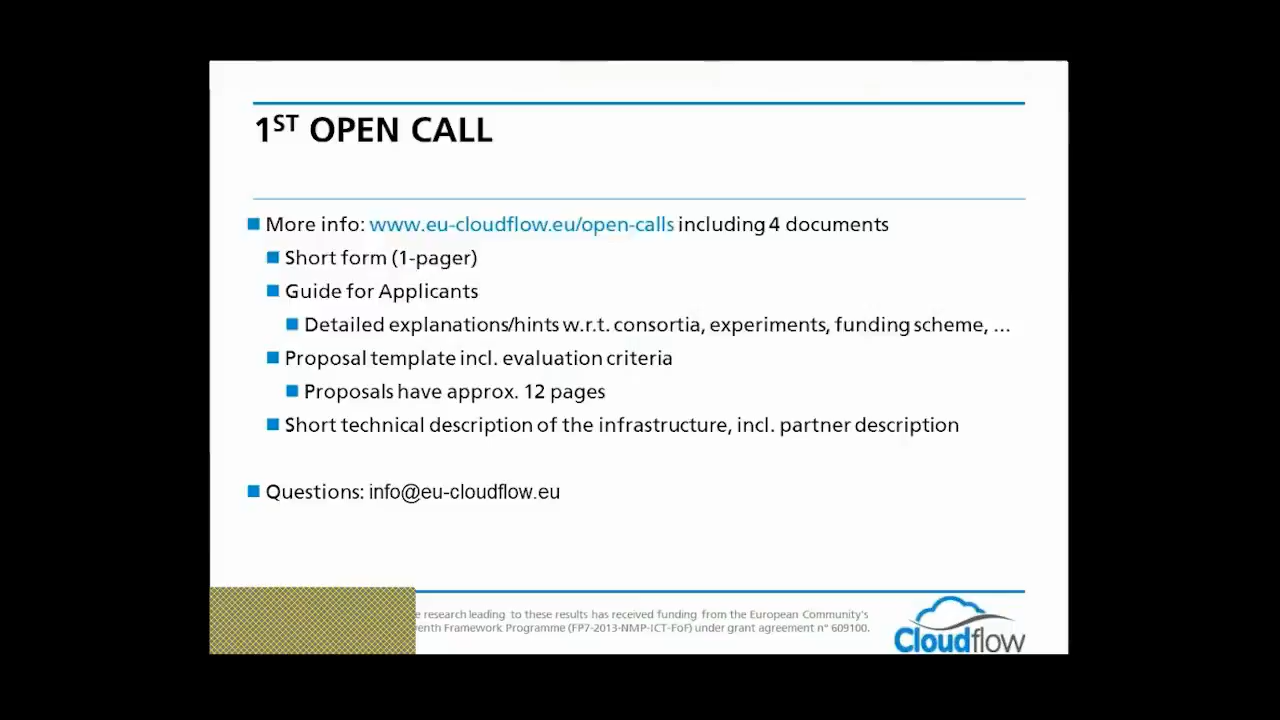 1ST OPEN CALL
More info: www.eu-cloudflow.eu/open-calls including 4 documents
Short form (1-pager)
Guide for Applicants
Detailed explanations/hints w.r.t. consortia, experiments, funding scheme, ...
Proposal template incl. evaluation criteria
Proposals have approx. 12 pages
Short technical description of the infrastructure, incl. partner description
Questions: info@eu-cloudflow.eu
research leading to these results has received funding from the European Community's
Framework Programme (FP7-2013-NMP-ICT-FoF) under grant agreement n° 609100.
Cloudflow